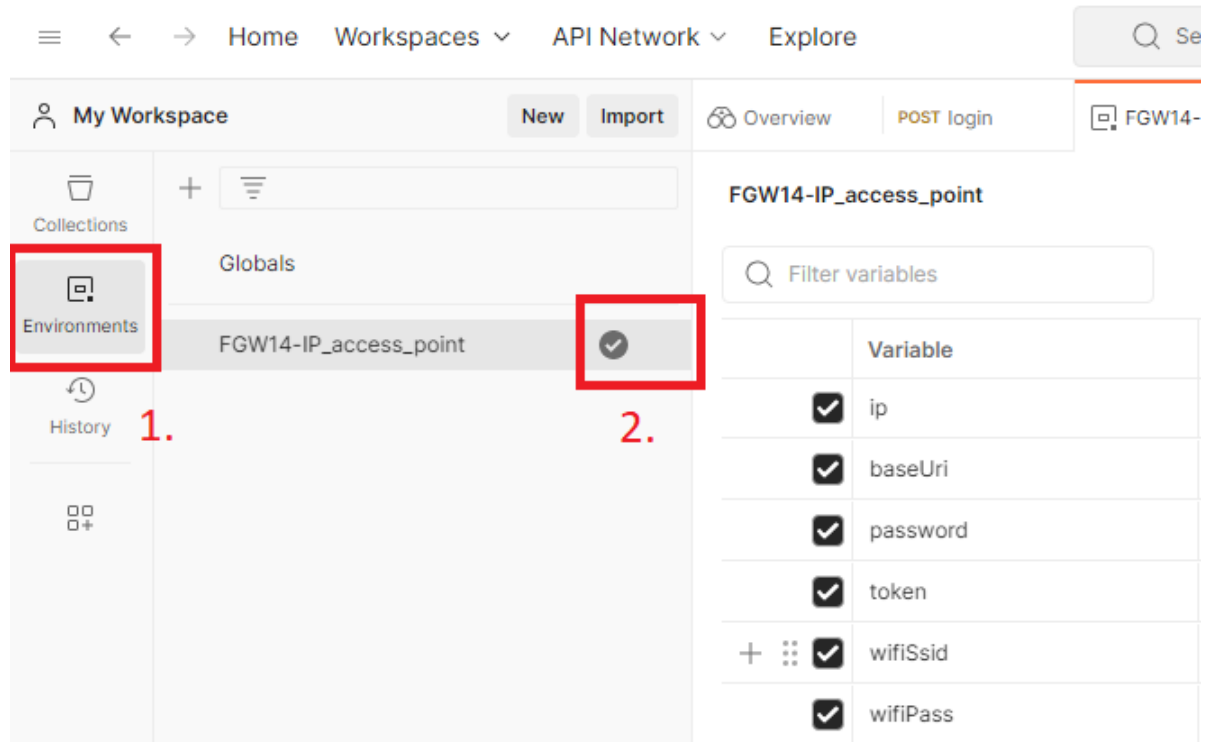 Home Workspaces API Network Explore Se
My Workspace New Import Overview POST login FGW14-
Collections
FGW14-IP_access_point
Globals
Filter variables
Environments
FGW14-IP_access_point
Variable
ip
History
1.
2.
baseUri
password
token
wifiSsid
wifiPass